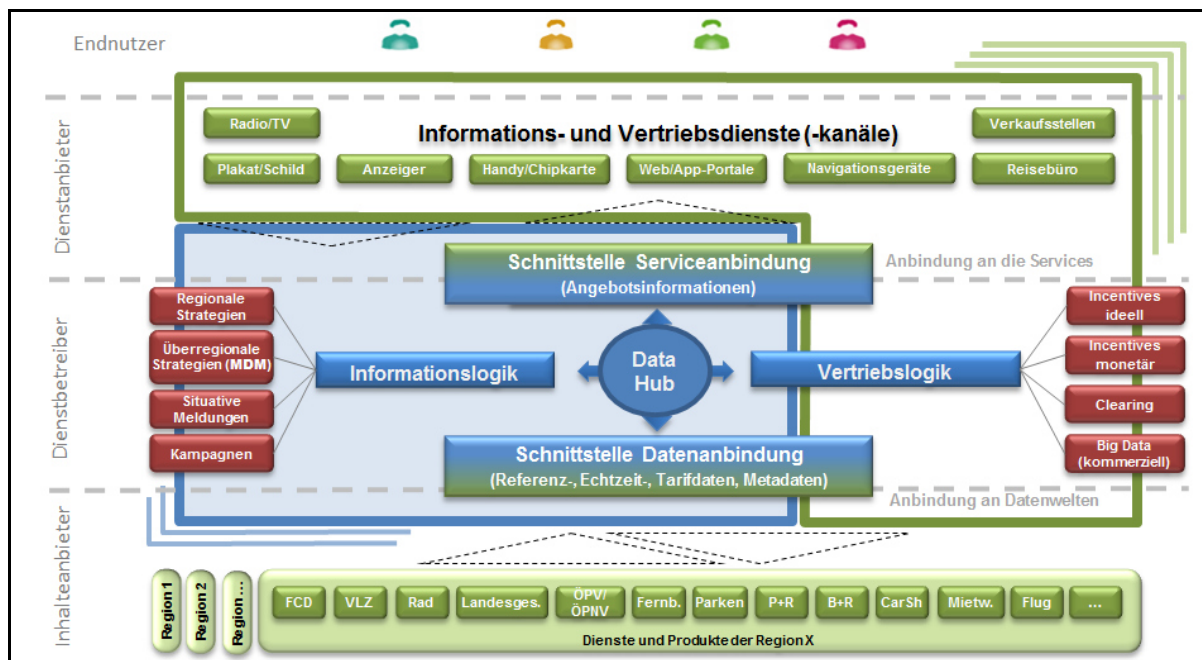 Endnutzer
Dienstanbieter
Radio/TV
Informations- und Vertriebsdienste (-kanäle)
Verkaufsstellen
Plakat/Schild
Anzeiger
Handy/Chipkarte
Web/App-Portale
Navigationsgeräte
Reisebüro
Schnittstelle Serviceanbindung
(Angebotsinformationen)
Anbindung an die Services
Dienstbetreiber
Regionale
Strategien
Überregionale
Strategien (MDM)
Situative
Meldungen
Kampagnen
Informationslogik
Data
Hub
Vertriebslogik
Incentives
ideell
Incentives
monetär
Clearing
Big Data
(kommerziell)
Schnittstelle Datenanbindung
(Referenz-, Echtzeit-, Tarifdaten, Metadaten)
Anbindung an Datenwelten
Inhalteanbieter
Region 1
Region 2
Region ...
FCD
VLZ
Rad
Landesges.
ÖPV/
ÖPNV
Fernb.
Parken
P+R
B+R
CarSh
Mietw.
Flug
...
Dienste und Produkte der Region X